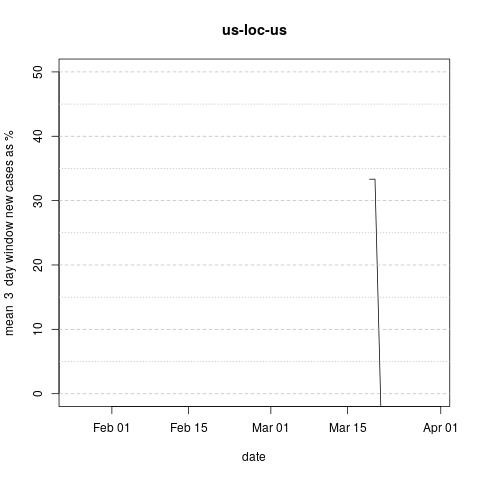 us-loc-us
mean  3  day window new cases as %
50
40
30
20
10
0
Feb 01
Feb 15
Mar 01
Mar 15
Apr 01
date